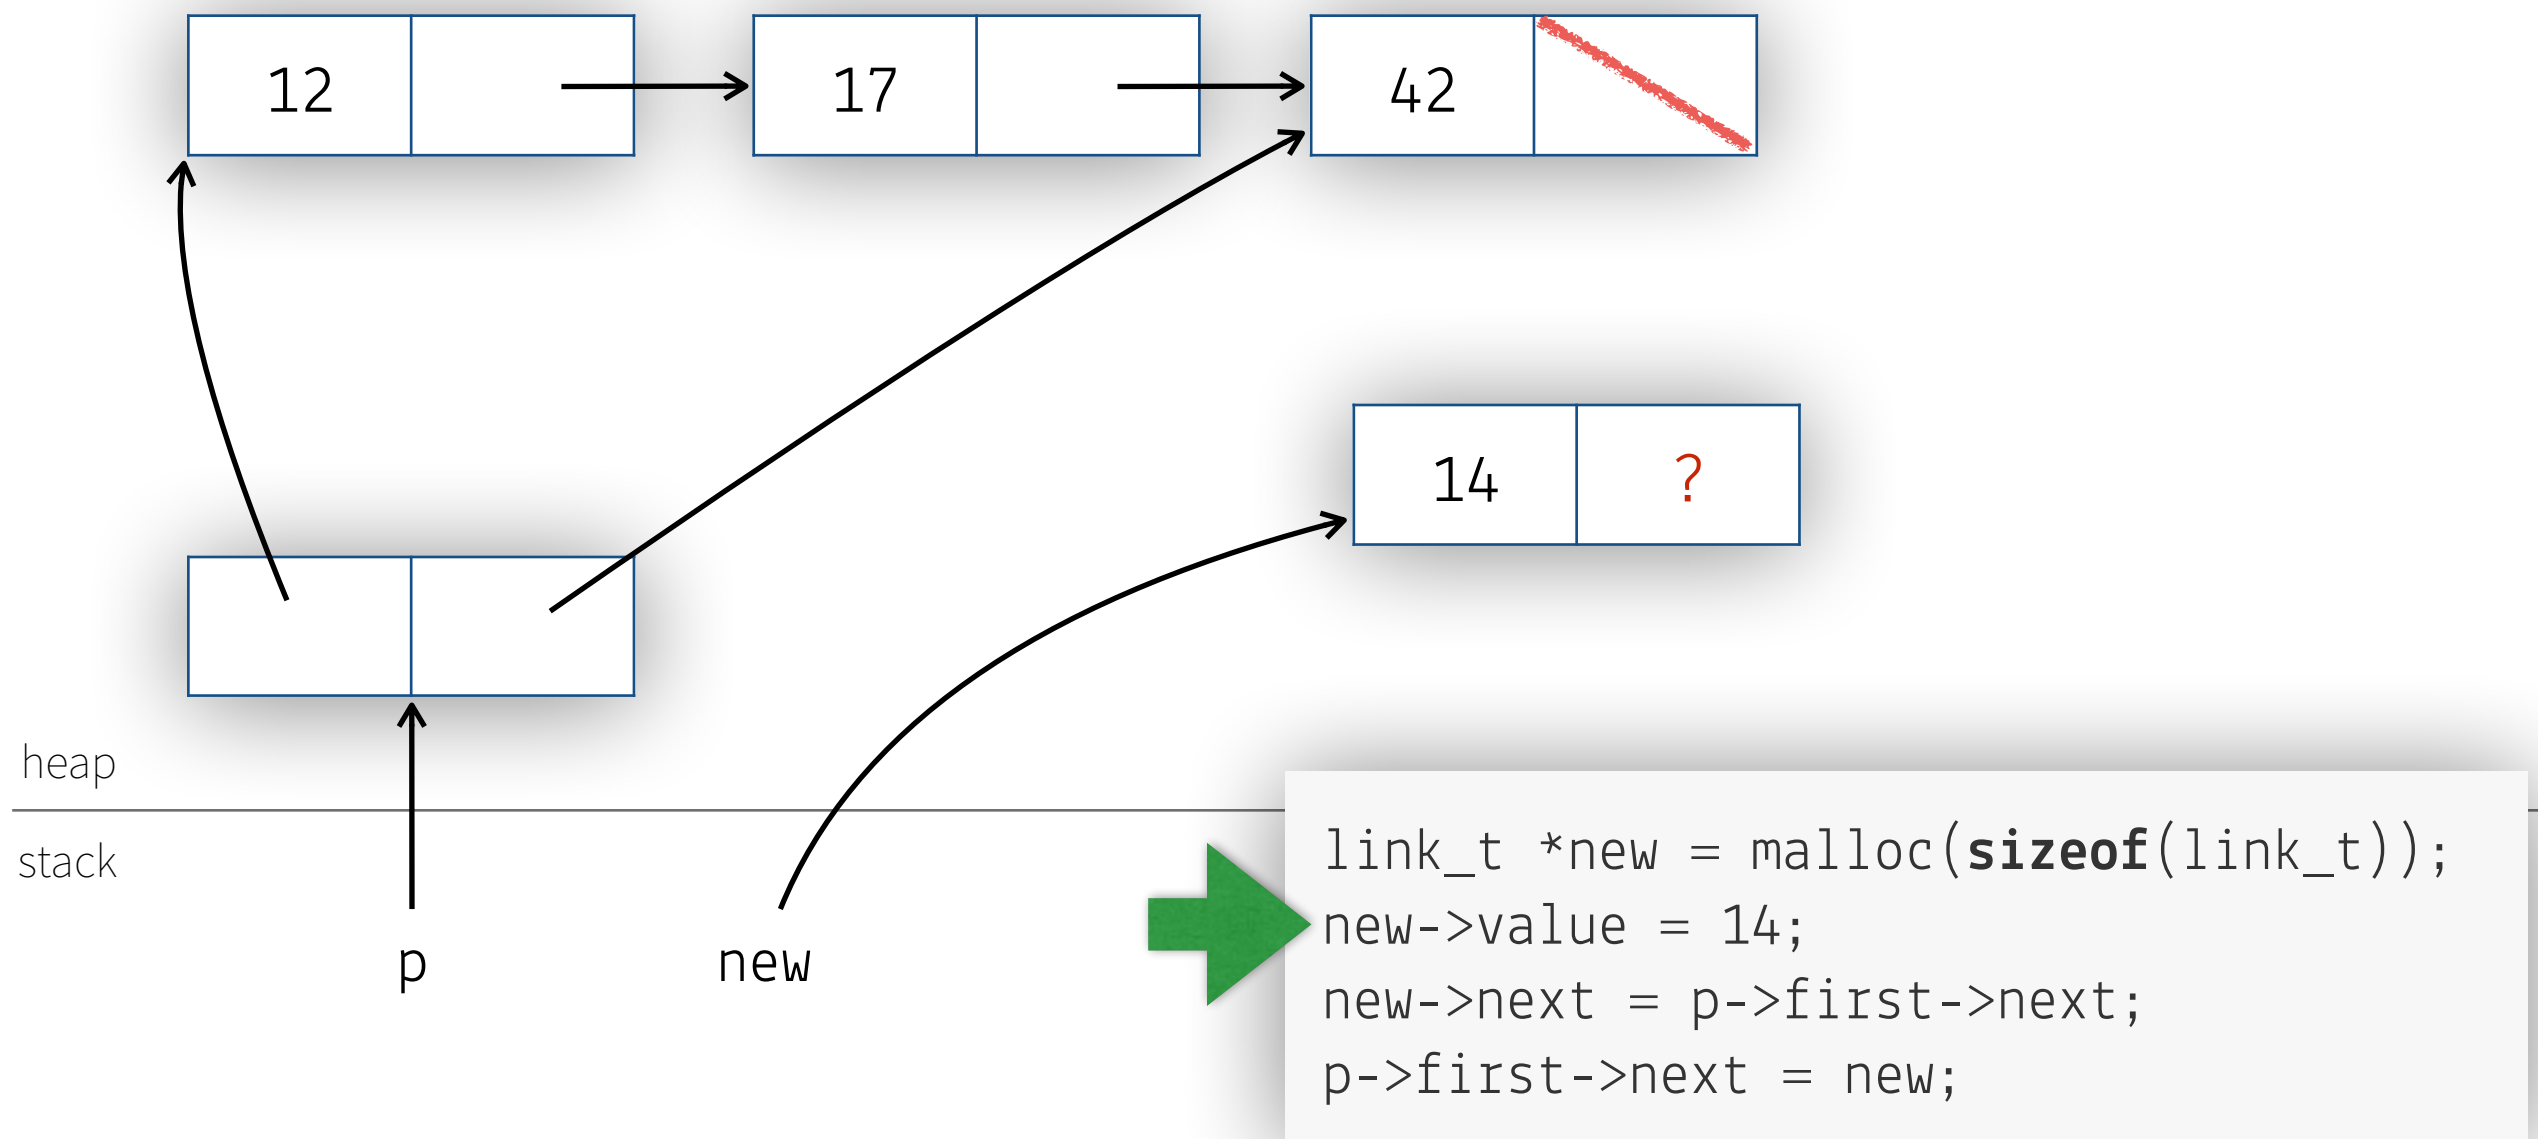 12 17 42
14 ?
heap
stack
p new
link_t *new = malloc(sizeof(link_t));
new->value = 14;
new->next = p->first->next;
p->first->next = new;